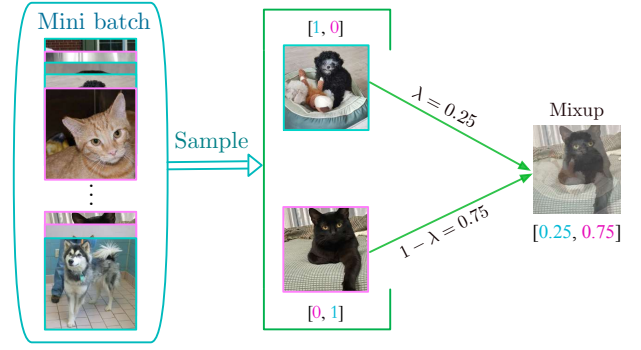 Mini batch
Sample
[1, 0]
[0, 1]
λ = 0.25
1 − λ = 0.75
Mixup
[0.25, 0.75]